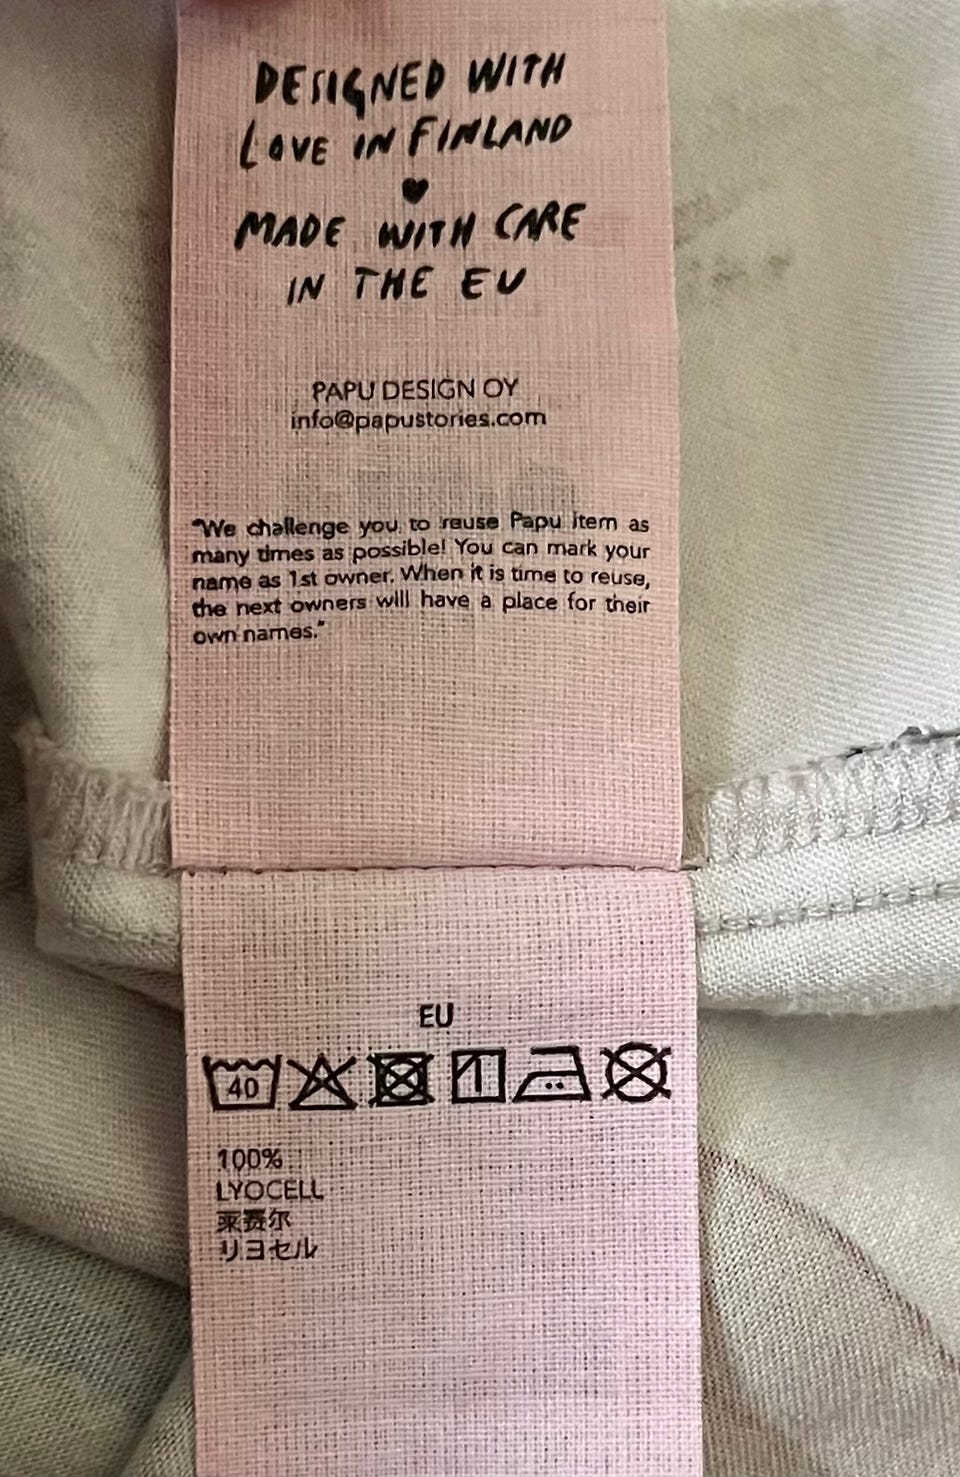 DESIGNED WITH
LOVE IN FINLAND
♥
MADE WITH CARE
IN THE EU
PAPU DESIGN OY
info@papustories.com
"We challenge you to reuse Papu item as
many times as possible! You can mark your
name as 1st owner. When it is time to reuse,
the next owners will have a place for their
own names."
EU
40
100%
LYOCELL
莱赛尔
リヨセル